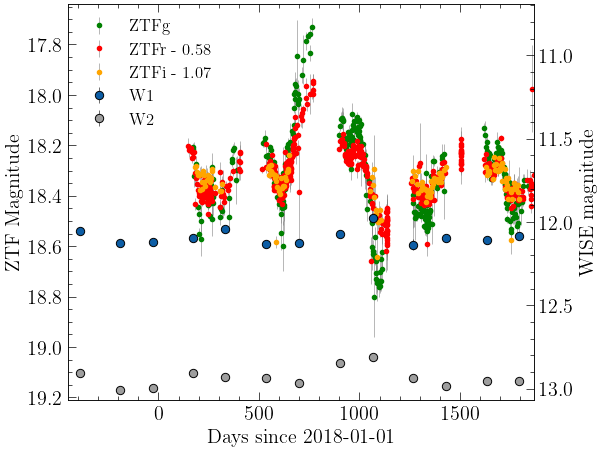 ZTFg
ZTFr - 0.58
ZTFi - 1.07
W1
W2
17.8
18.0
18.2
18.4
18.6
18.8
19.0
19.2
ZTF Magnitude
11.0
11.5
12.0
12.5
13.0
WISE Magnitude
0 500 1000 1500
Days since 2018-01-01